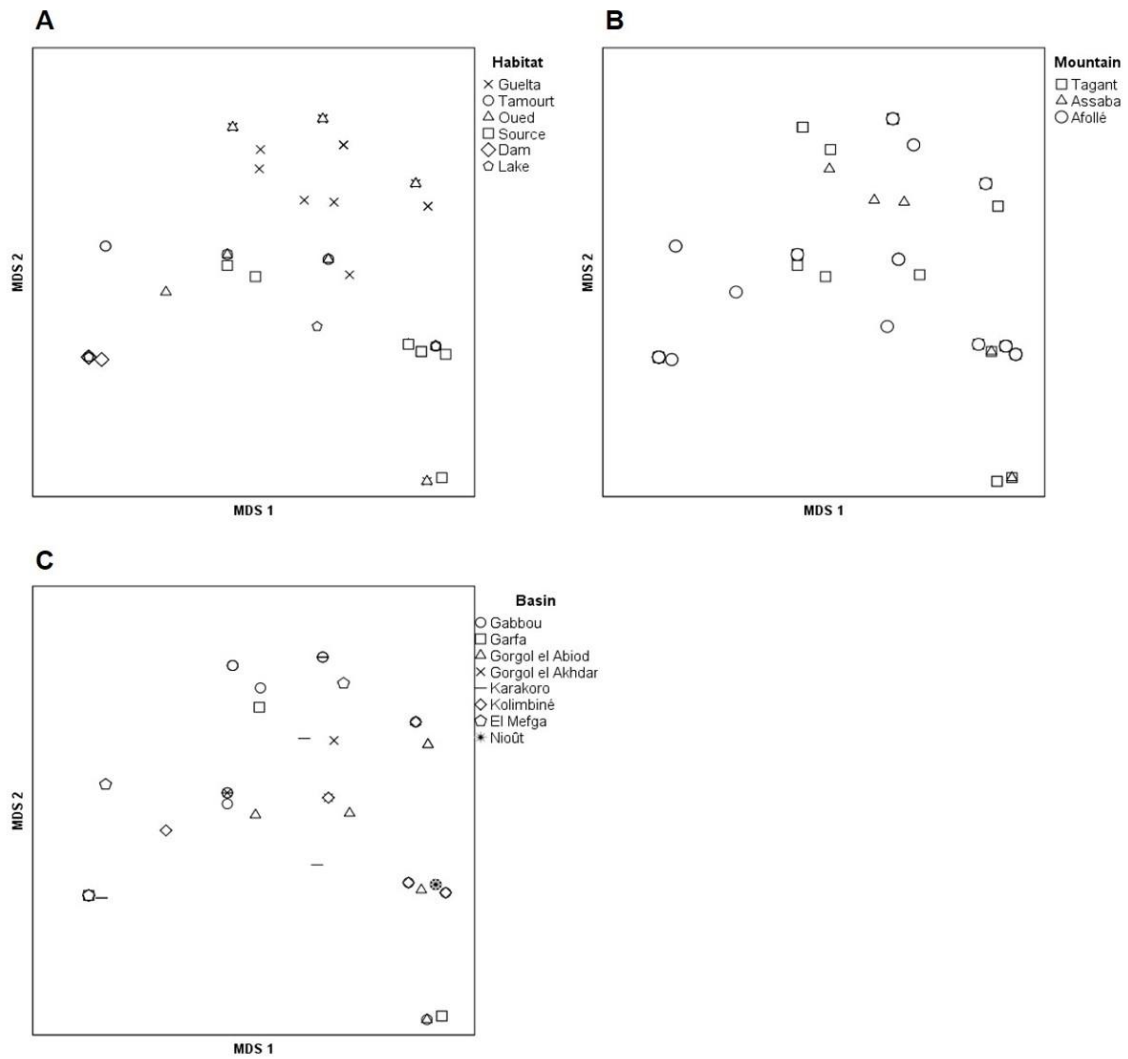 A
Habitat
Guelta
Tamourt
Oued
Source
Dam
Lake
MDS 2
MDS 1
B
Mountain
Tagant
Assaba
Afollé
MDS 2
MDS 1
C
Basin
Gabbou
Garfa
Gorgol el Abiod
Gorgol el Akhdar
Karakoro
Kolimbiné
El Mefga
Nioût
MDS 2
MDS 1